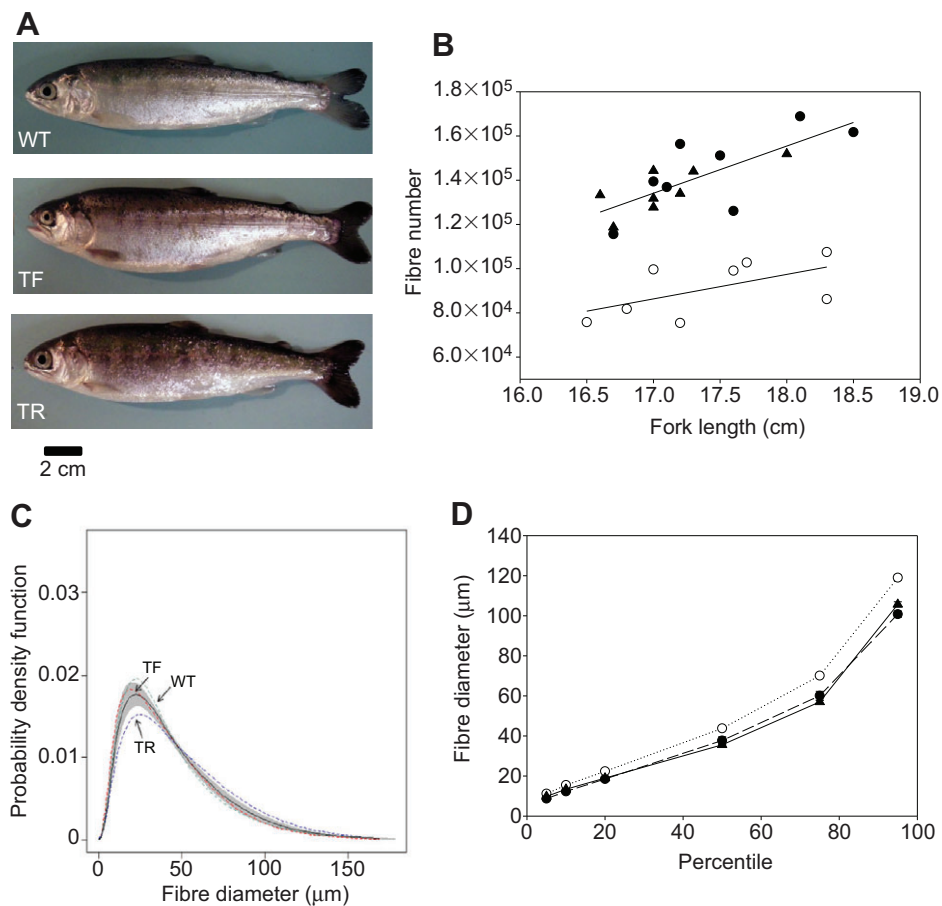 A
WT
TF
TR
2 cm
B
Fibre number
1.8×10⁵
1.6×10⁵
1.4×10⁵
1.2×10⁵
1.0×10⁵
8.0×10⁴
6.0×10⁴
16.0 16.5 17.0 17.5 18.0 18.5 19.0
Fork length (cm)
C
Probability density function
0.03
0.02
0.01
0
TF
WT
TR
0 50 100 150
Fibre diameter (μm)
D
Fibre diameter (μm)
140
120
100
80
60
40
20
0
0 20 40 60 80 100
Percentile